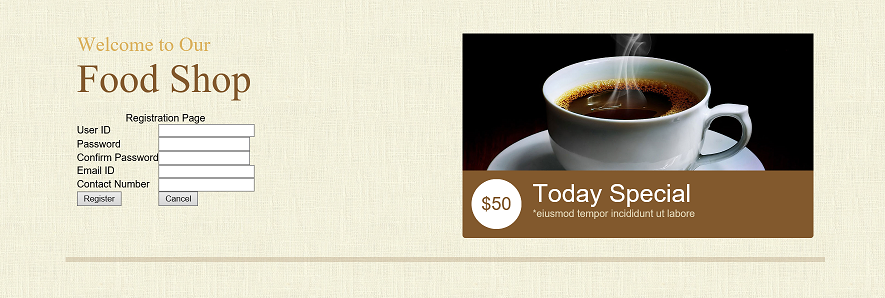 Welcome to Our
Food Shop
Registration Page
User ID
Password
Confirm Password
Email ID
Contact Number
Register Cancel
$50
Today Special
*eiusmod tempor incididunt ut labore